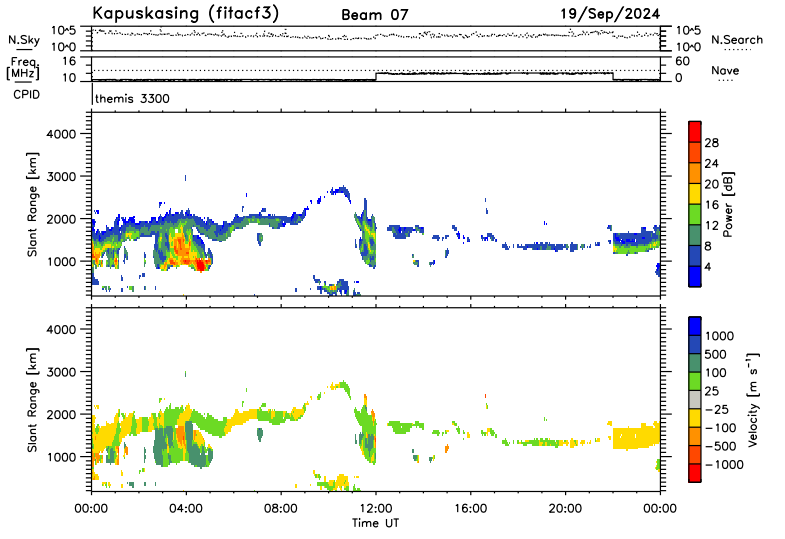 Kapuskasing (fitacf3) Beam 07 19/Sep/2024
N.Sky 10^5 10^0 10^5 10^0 N.Search
Freq. [MHz] 16 10 60 0 Nave
CPID themis 3300
Slant Range [km] 4000 3000 2000 1000
28 24 20 16 12 8 4 Power [dB]
Slant Range [km] 4000 3000 2000 1000
1000 500 100 25 −25 −100 −500 −1000 Velocity [m s⁻¹]
00:00 04:00 08:00 12:00 16:00 20:00 00:00
Time UT